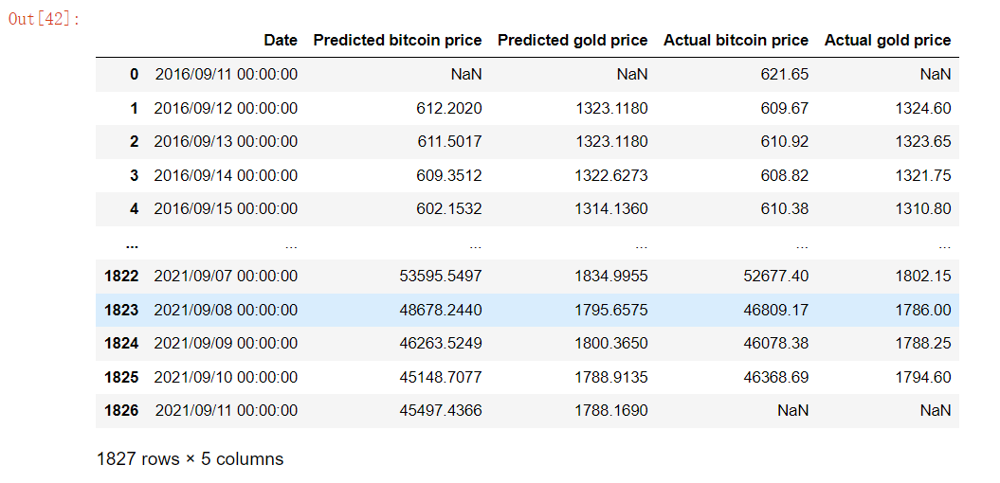 Out[42]:
Date Predicted bitcoin price Predicted gold price Actual bitcoin price Actual gold price
0 2016/09/11 00:00:00 NaN NaN 621.65 NaN
1 2016/09/12 00:00:00 612.2020 1323.1180 609.67 1324.60
2 2016/09/13 00:00:00 611.5017 1323.1180 610.92 1323.65
3 2016/09/14 00:00:00 609.3512 1322.6273 608.82 1321.75
4 2016/09/15 00:00:00 602.1532 1314.1360 610.38 1310.80
... ... ... ... ... ...
1822 2021/09/07 00:00:00 53595.5497 1834.9955 52677.40 1802.15
1823 2021/09/08 00:00:00 48678.2440 1795.6575 46809.17 1786.00
1824 2021/09/09 00:00:00 46263.5249 1800.3650 46078.38 1788.25
1825 2021/09/10 00:00:00 45148.7077 1788.9135 46368.69 1794.60
1826 2021/09/11 00:00:00 45497.4366 1788.1690 NaN NaN
1827 rows × 5 columns